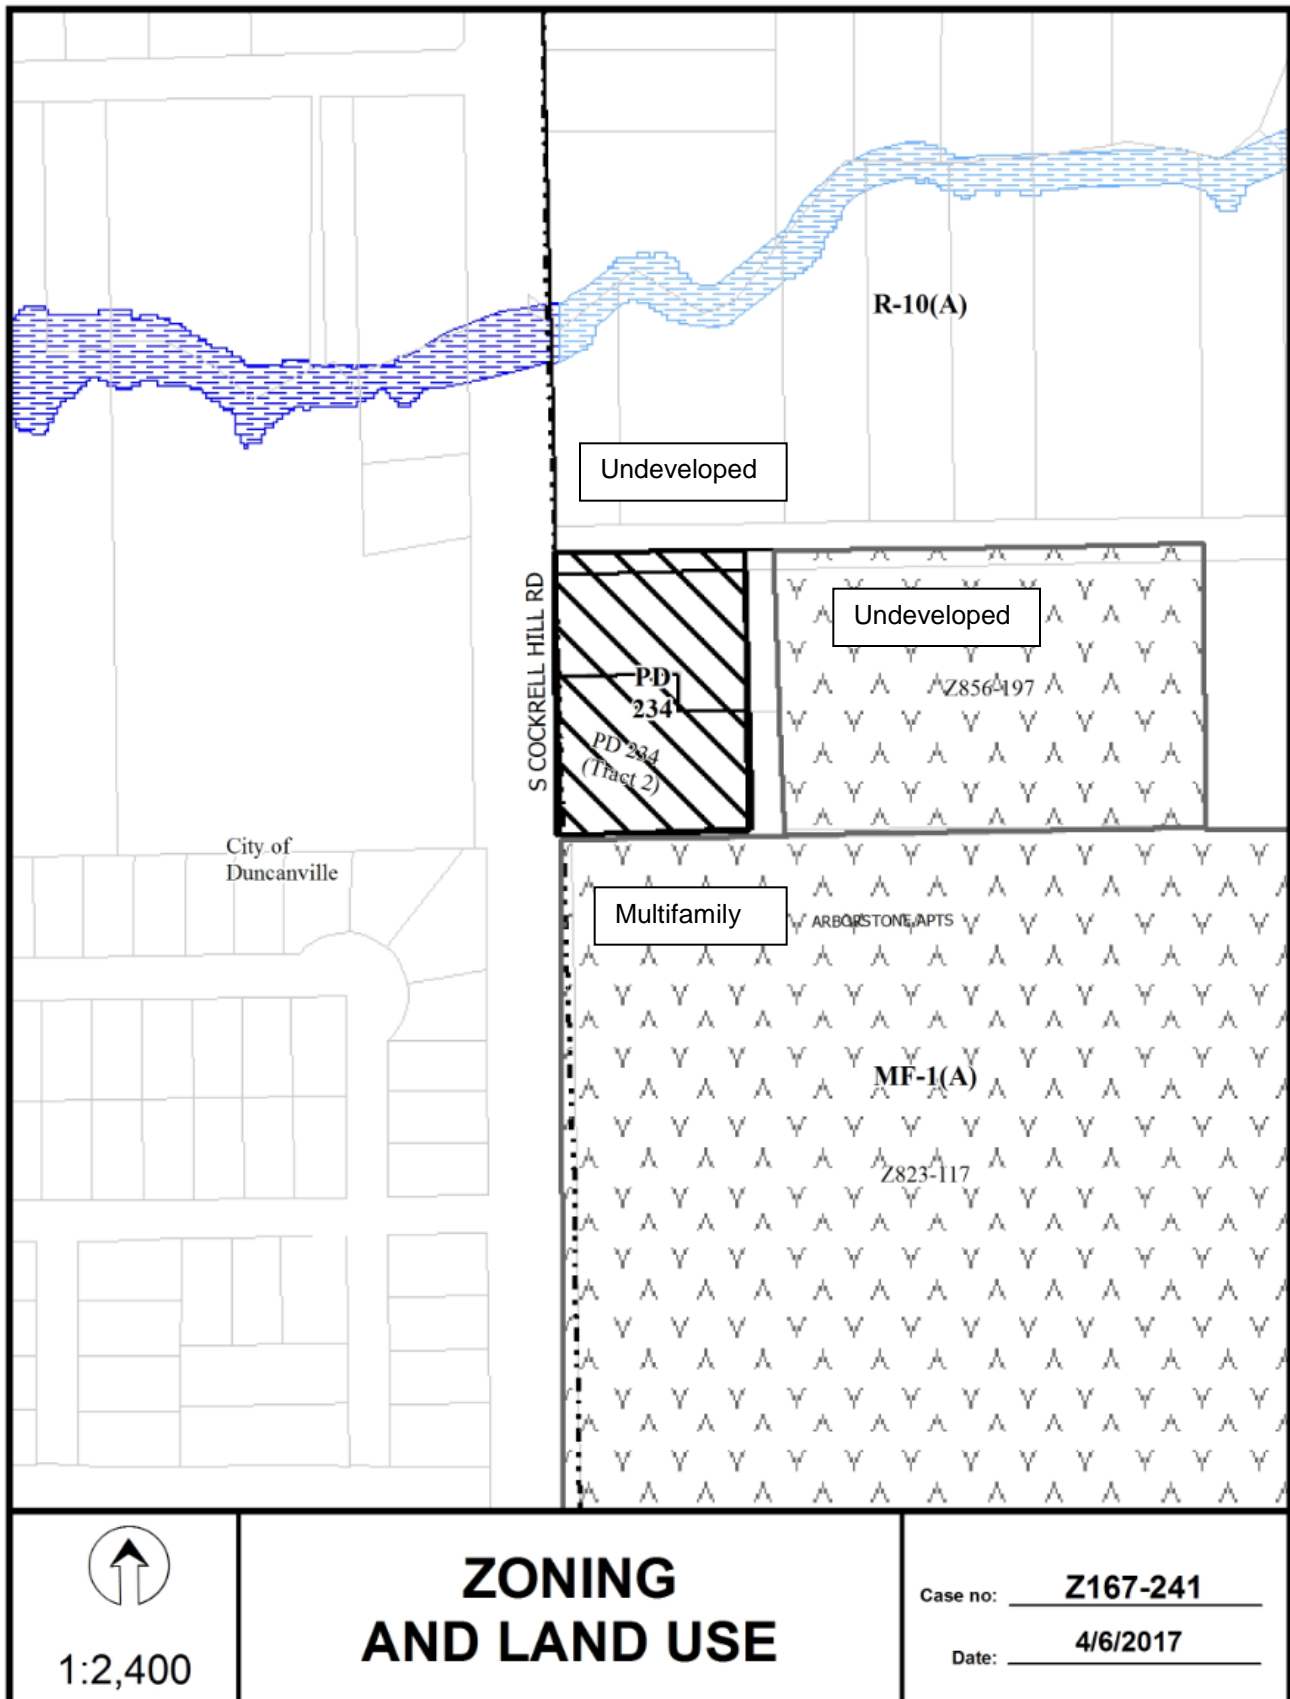 R-10(A)
Undeveloped
S COCKRELL HILL RD
Undeveloped
PD
234
Z856-197
PD 234
(Tract 2)
City of
Duncanville
Multifamily
ARBORSTONE APTS
MF-1(A)
Z823-117
1:2,400
ZONING
AND LAND USE
Case no: Z167-241
Date: 4/6/2017